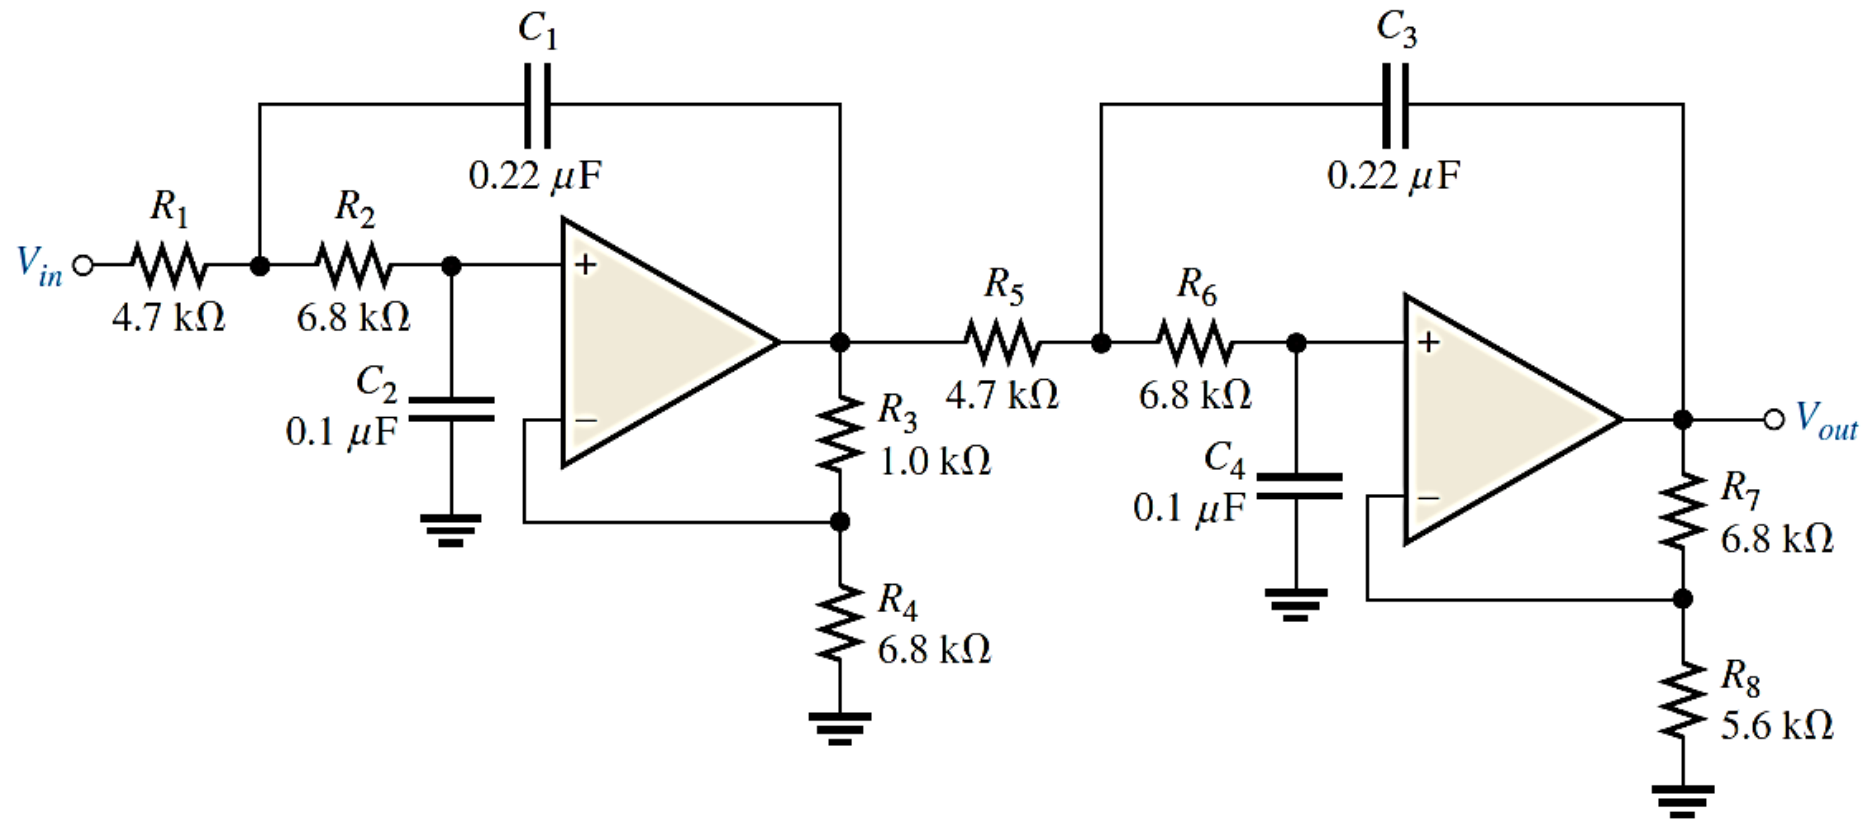 C1
0.22 μF
R1
4.7 kΩ
R2
6.8 kΩ
Vin
+
−
C2
0.1 μF
R3
1.0 kΩ
R4
6.8 kΩ
C3
0.22 μF
R5
4.7 kΩ
R6
6.8 kΩ
+
−
C4
0.1 μF
Vout
R7
6.8 kΩ
R8
5.6 kΩ